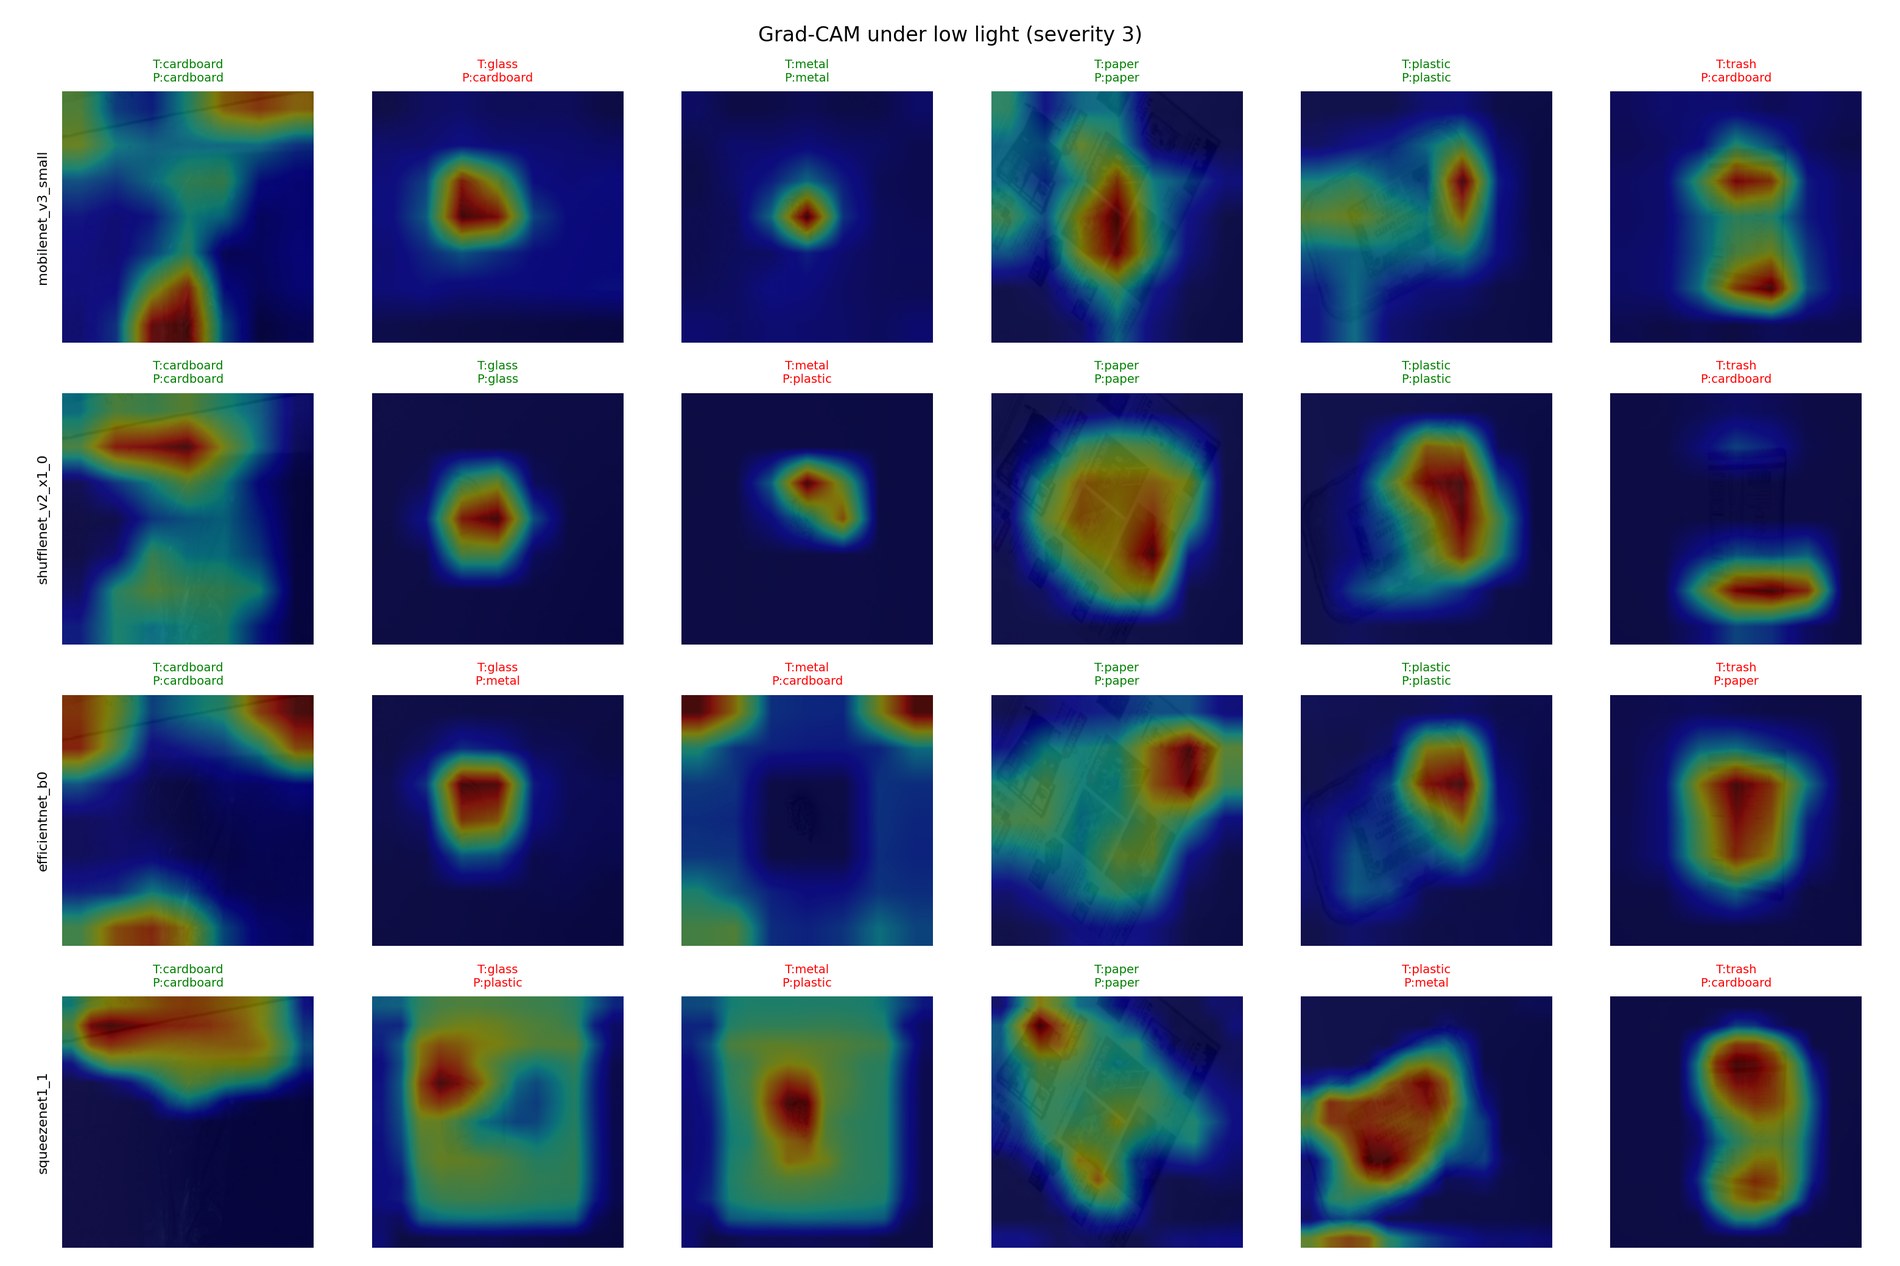 Grad-CAM under low light (severity 3)
T:cardboard
P:cardboard
T:glass
P:cardboard
T:metal
P:metal
T:paper
P:paper
T:plastic
P:plastic
T:trash
P:cardboard
mobilenet_v3_small
T:cardboard
P:cardboard
T:glass
P:glass
T:metal
P:plastic
T:paper
P:paper
T:plastic
P:plastic
T:trash
P:cardboard
shufflenet_v2_x1_0
T:cardboard
P:cardboard
T:glass
P:metal
T:metal
P:cardboard
T:paper
P:paper
T:plastic
P:plastic
T:trash
P:paper
efficientnet_b0
T:cardboard
P:cardboard
T:glass
P:plastic
T:metal
P:plastic
T:paper
P:paper
T:plastic
P:metal
T:trash
P:cardboard
squeezenet1_1